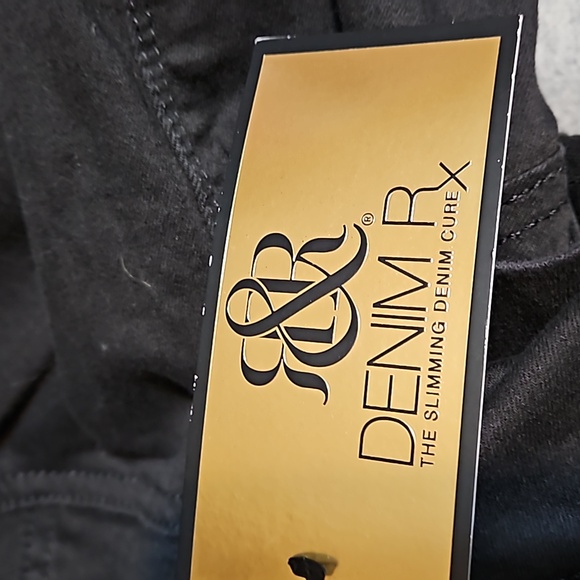 R&R®
DENIM Rx
THE SLIMMING DENIM CURE